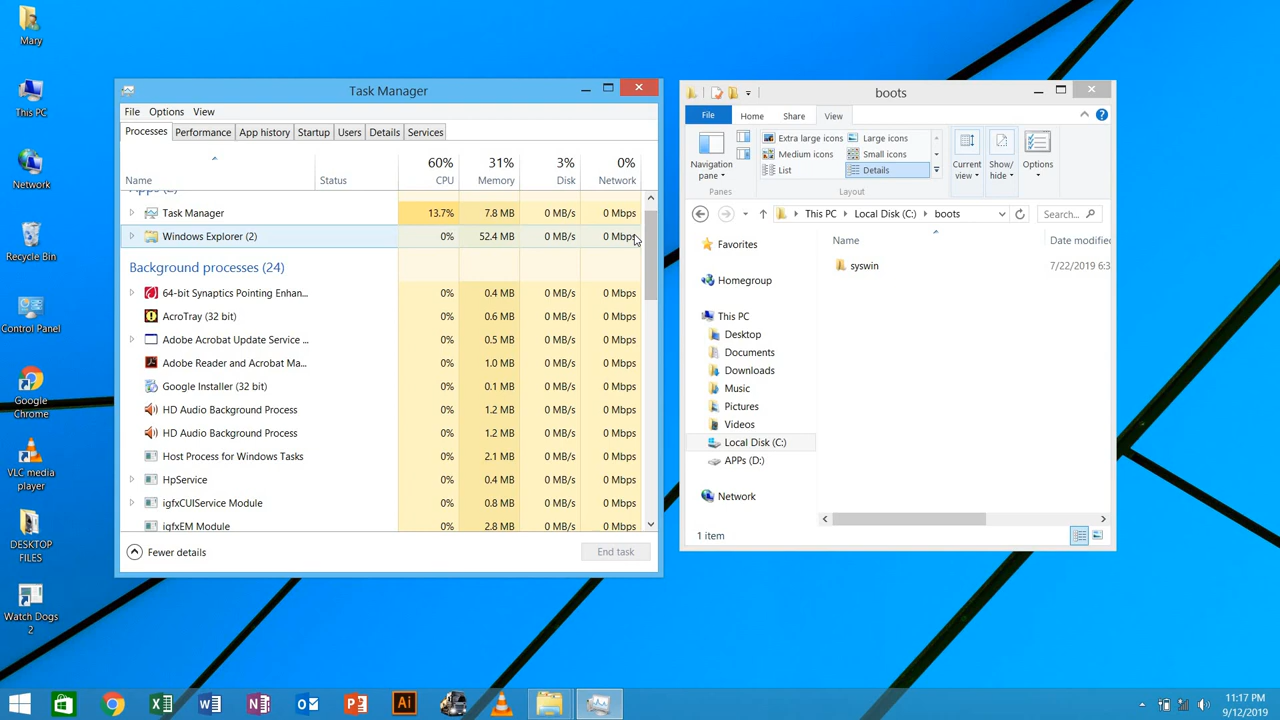 Mary
This PC
Network
Recycle Bin
Control Panel
Google
Chrome
VLC media
player
DESKTOP
FILES
Watch Dogs
2
Task Manager
File Options View
Processes Performance App history Startup Users Details Services
60% 31% 3% 0%
Name Status CPU Memory Disk Network
Apps (2)
Task Manager 13.7% 7.8 MB 0 MB/s 0 Mbps
Windows Explorer (2) 0% 52.4 MB 0 MB/s 0 Mbps
Background processes (24)
64-bit Synaptics Pointing Enhan... 0% 0.4 MB 0 MB/s 0 Mbps
AcroTray (32 bit) 0% 0.6 MB 0 MB/s 0 Mbps
Adobe Acrobat Update Service ... 0% 0.5 MB 0 MB/s 0 Mbps
Adobe Reader and Acrobat Ma... 0% 1.0 MB 0 MB/s 0 Mbps
Google Installer (32 bit) 0% 0.1 MB 0 MB/s 0 Mbps
HD Audio Background Process 0% 1.2 MB 0 MB/s 0 Mbps
HD Audio Background Process 0% 1.2 MB 0 MB/s 0 Mbps
Host Process for Windows Tasks 0% 2.1 MB 0 MB/s 0 Mbps
HpService 0% 0.4 MB 0 MB/s 0 Mbps
igfxCUIService Module 0% 0.8 MB 0 MB/s 0 Mbps
igfxEM Module 0% 2.8 MB 0 MB/s 0 Mbps
Fewer details End task
boots
File Home Share View
Navigation
pane
Panes
Extra large icons Large icons
Medium icons Small icons
List Details
Layout
Current
view
Show/
hide
Options
This PC Local Disk (C:) boots Search...
Favorites
Homegroup
This PC
Desktop
Documents
Downloads
Music
Pictures
Videos
Local Disk (C:)
APPs (D:)
Network
Name Date modified
syswin 7/22/2019 6:3
1 item
Ai
11:17 PM
9/12/2019